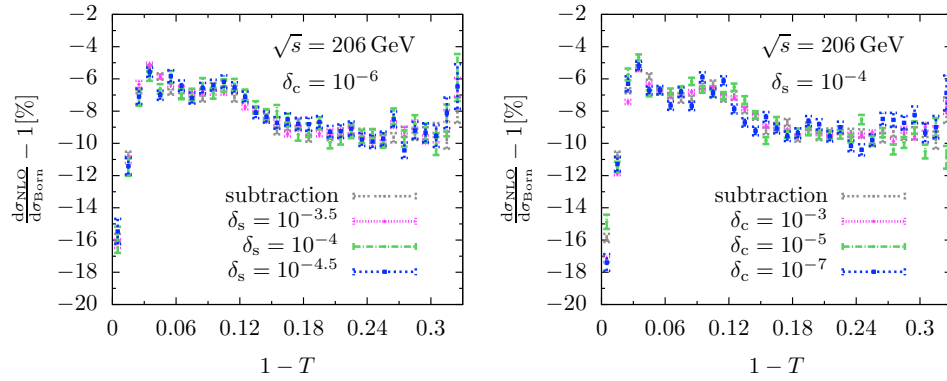 −2
−4
−6
−8
−10
−12
−14
−16
−18
−20
dσNLO/dσBorn − 1[%]
√s = 206 GeV
δc = 10^−6
subtraction
δs = 10^−3.5
δs = 10^−4
δs = 10^−4.5
0 0.06 0.12 0.18 0.24 0.3
1 − T
−2
−4
−6
−8
−10
−12
−14
−16
−18
−20
dσNLO/dσBorn − 1[%]
√s = 206 GeV
δs = 10^−4
subtraction
δc = 10^−3
δc = 10^−5
δc = 10^−7
0 0.06 0.12 0.18 0.24 0.3
1 − T